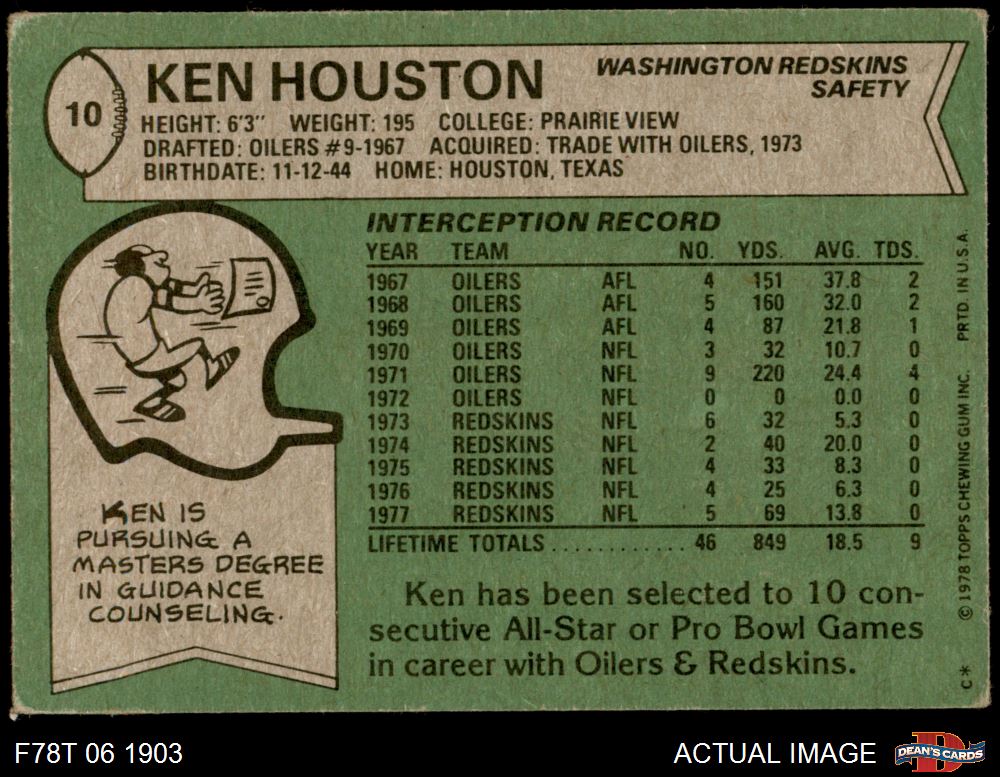 10
KEN HOUSTON
WASHINGTON REDSKINS
SAFETY
HEIGHT: 6'3" WEIGHT: 195 COLLEGE: PRAIRIE VIEW
DRAFTED: OILERS #9-1967 ACQUIRED: TRADE WITH OILERS, 1973
BIRTHDATE: 11-12-44 HOME: HOUSTON, TEXAS
INTERCEPTION RECORD
YEAR TEAM NO. YDS. AVG. TDS.
1967 OILERS AFL 4 151 37.8 2
1968 OILERS AFL 5 160 32.0 2
1969 OILERS AFL 4 87 21.8 1
1970 OILERS NFL 3 32 10.7 0
1971 OILERS NFL 9 220 24.4 4
1972 OILERS NFL 0 0 0.0 0
1973 REDSKINS NFL 6 32 5.3 0
1974 REDSKINS NFL 2 40 20.0 0
1975 REDSKINS NFL 4 33 8.3 0
1976 REDSKINS NFL 4 25 6.3 0
1977 REDSKINS NFL 5 69 13.8 0
LIFETIME TOTALS............ 46 849 18.5 9
KEN IS
PURSUING A
MASTERS DEGREE
IN GUIDANCE
COUNSELING.
Ken has been selected to 10 con-
secutive All-Star or Pro Bowl Games
in career with Oilers & Redskins.
C* © 1978 TOPPS CHEWING GUM INC. PRTD. IN U.S.A.
F78T 06 1903
ACTUAL IMAGE
D
DEAN'S CARDS